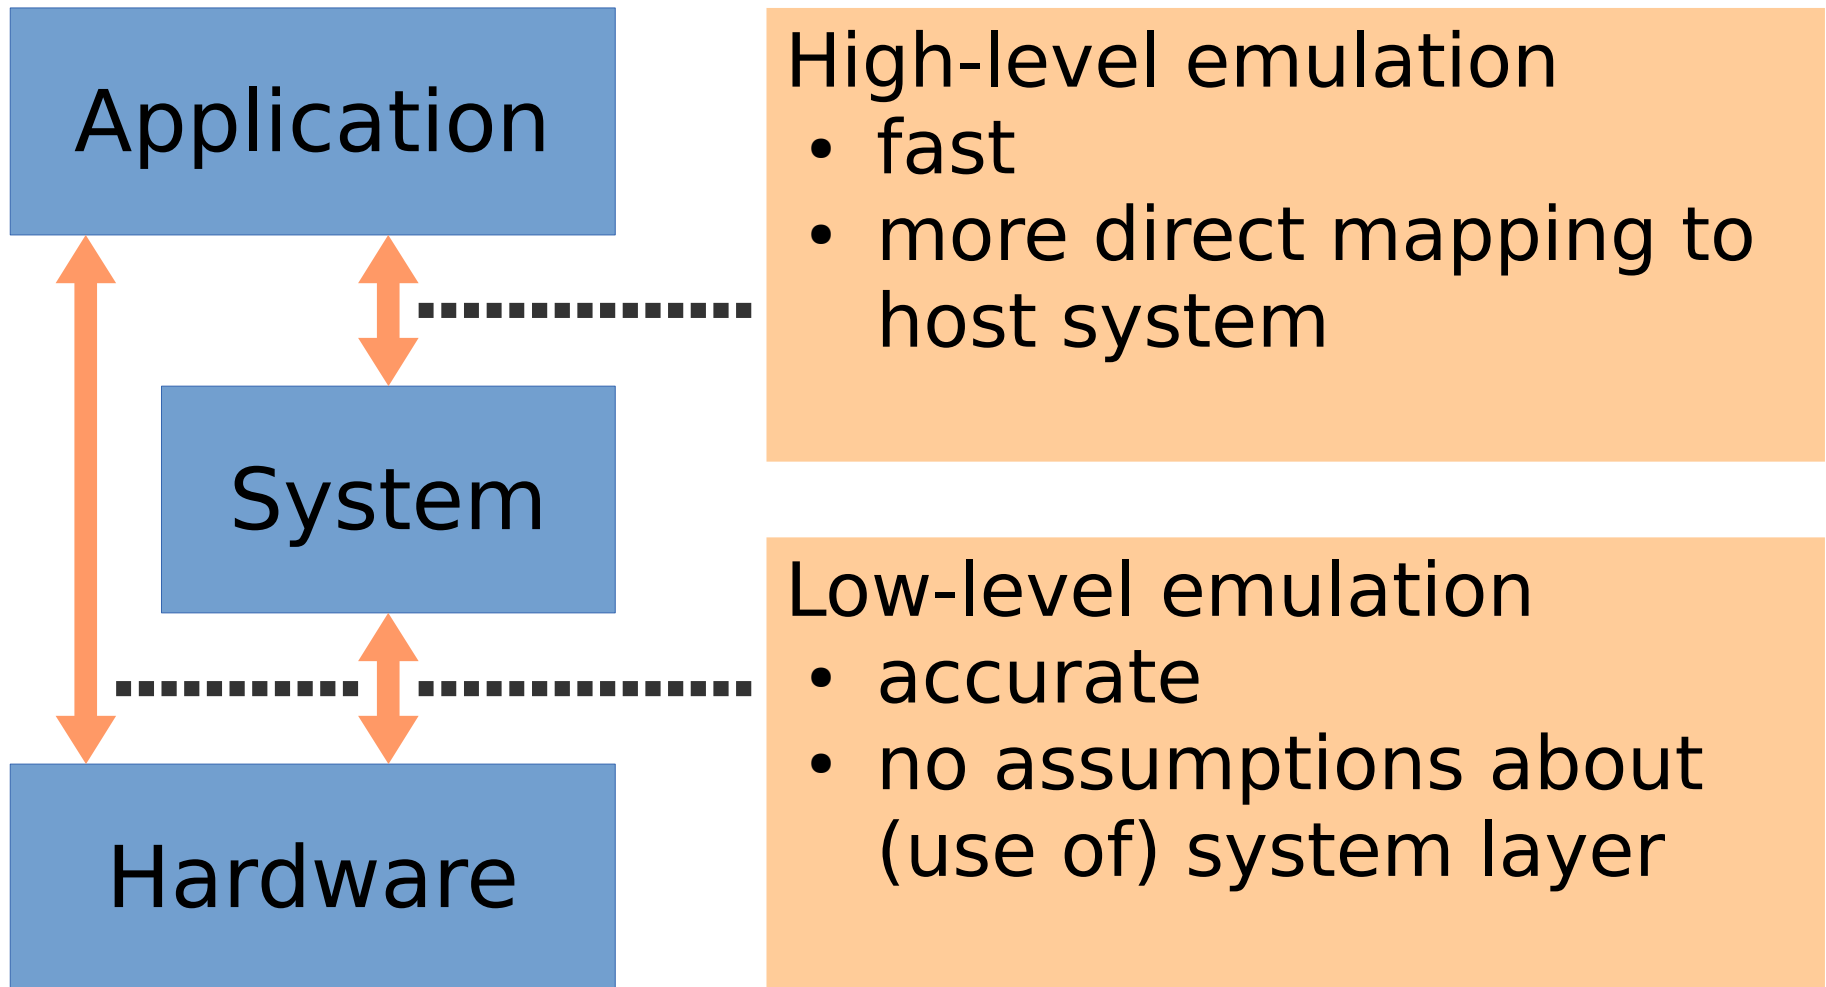 Application
System
Hardware
High-level emulation
• fast
• more direct mapping to
host system
Low-level emulation
• accurate
• no assumptions about
(use of) system layer